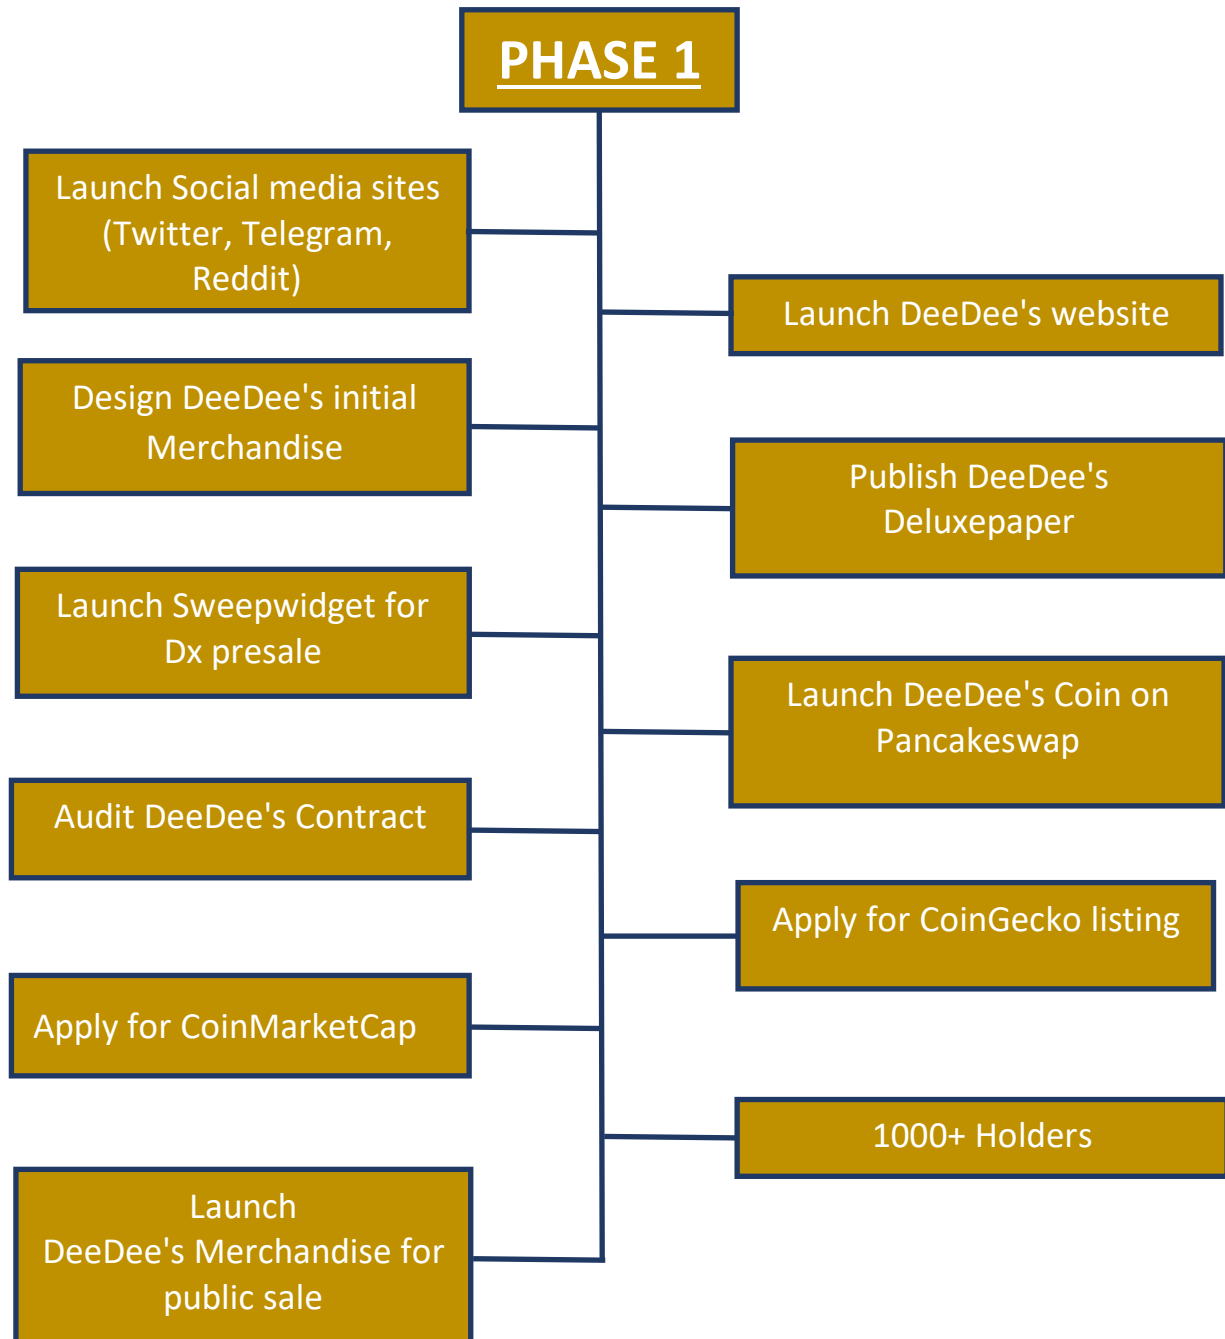 PHASE 1
Launch Social media sites
(Twitter, Telegram,
Reddit)
Launch DeeDee's website
Design DeeDee's initial
Merchandise
Publish DeeDee's
Deluxepaper
Launch Sweepwidget for
Dx presale
Launch DeeDee's Coin on
Pancakeswap
Audit DeeDee's Contract
Apply for CoinGecko listing
Apply for CoinMarketCap
1000+ Holders
Launch
DeeDee's Merchandise for
public sale